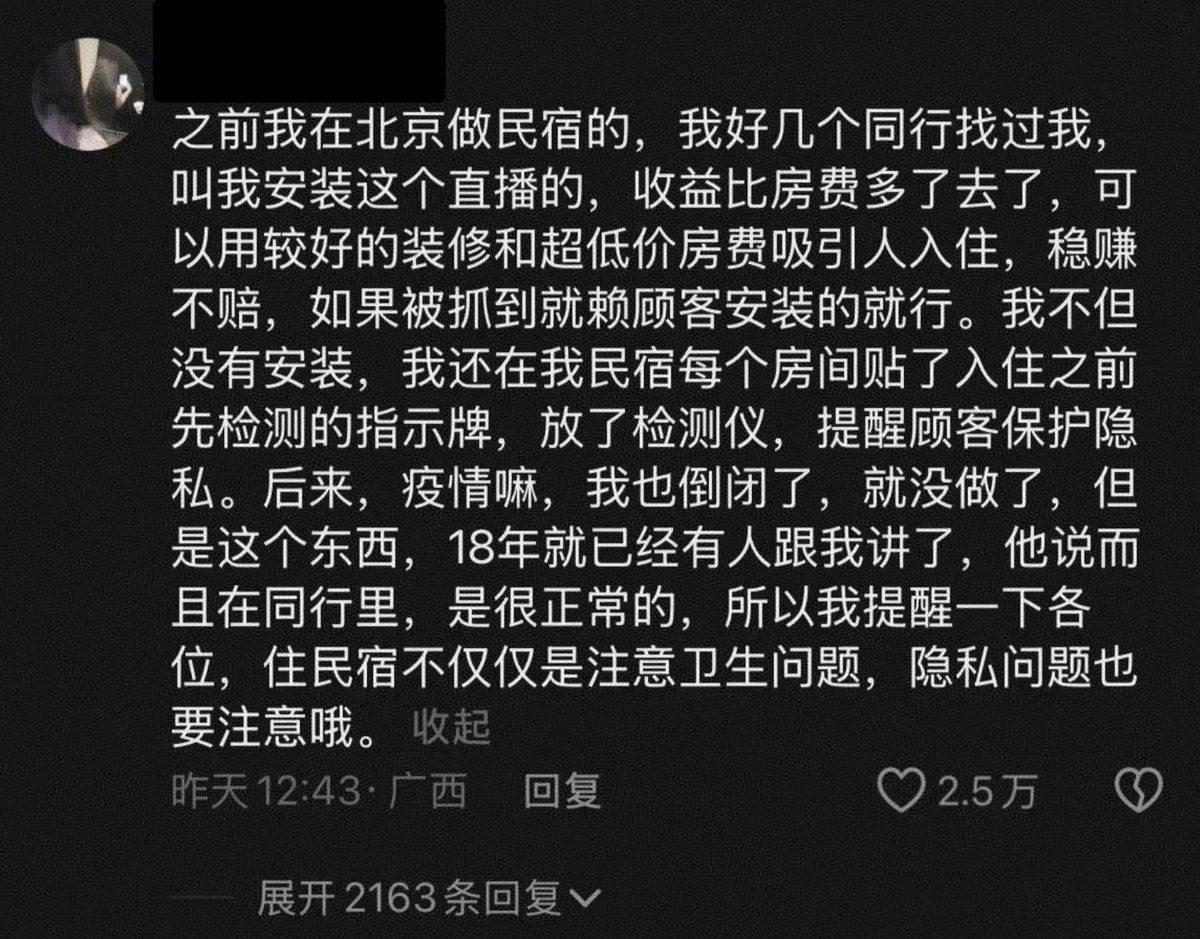 之前我在北京做民宿的，我好几个同行找过我，
叫我安装这个直播的，收益比房费多了去了，可
以用较好的装修和超低价房费吸引人入住，稳赚
不赔，如果被抓到就赖顾客安装的就行。我不但
没有安装，我还在我民宿每个房间贴了入住之前
先检测的指示牌，放了检测仪，提醒顾客保护隐
私。后来，疫情嘛，我也倒闭了，就没做了，但
是这个东西，18年就已经有人跟我讲了，他说而
且在同行里，是很正常的，所以我提醒一下各
位，住民宿不仅仅是注意卫生问题，隐私问题也
要注意哦。 收起
昨天12:43·广西 回复 2.5万
展开2163条回复